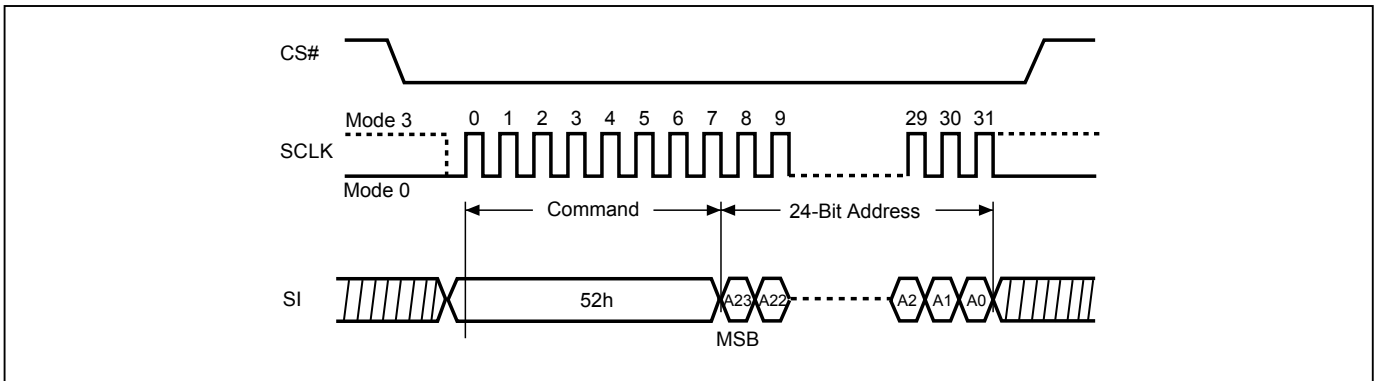 CS#
Mode 3
0 1 2 3 4 5 6 7 8 9 29 30 31
SCLK
Mode 0
Command 24-Bit Address
SI 52h A23 A22 A2 A1 A0
MSB